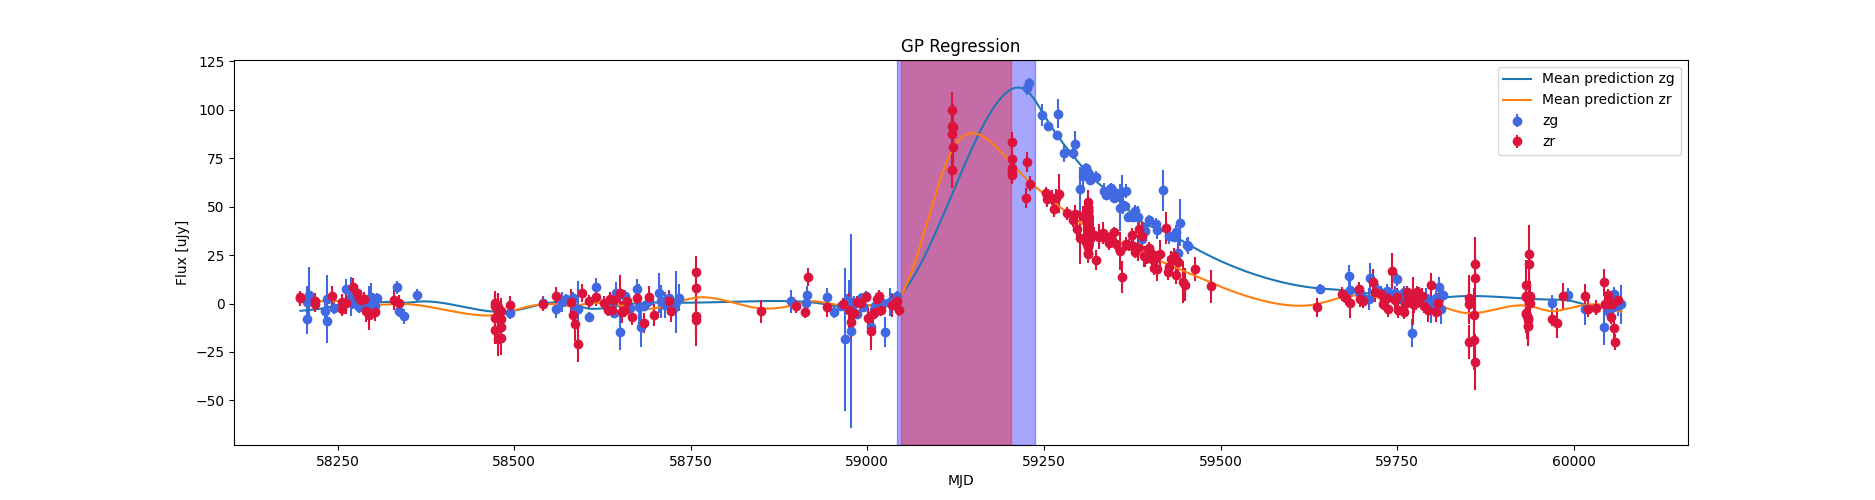 GP Regression
Flux [uJy]
125
100
75
50
25
0
−25
−50
Mean prediction zg
Mean prediction zr
zg
zr
58250
58500
58750
59000
59250
59500
59750
60000
MJD